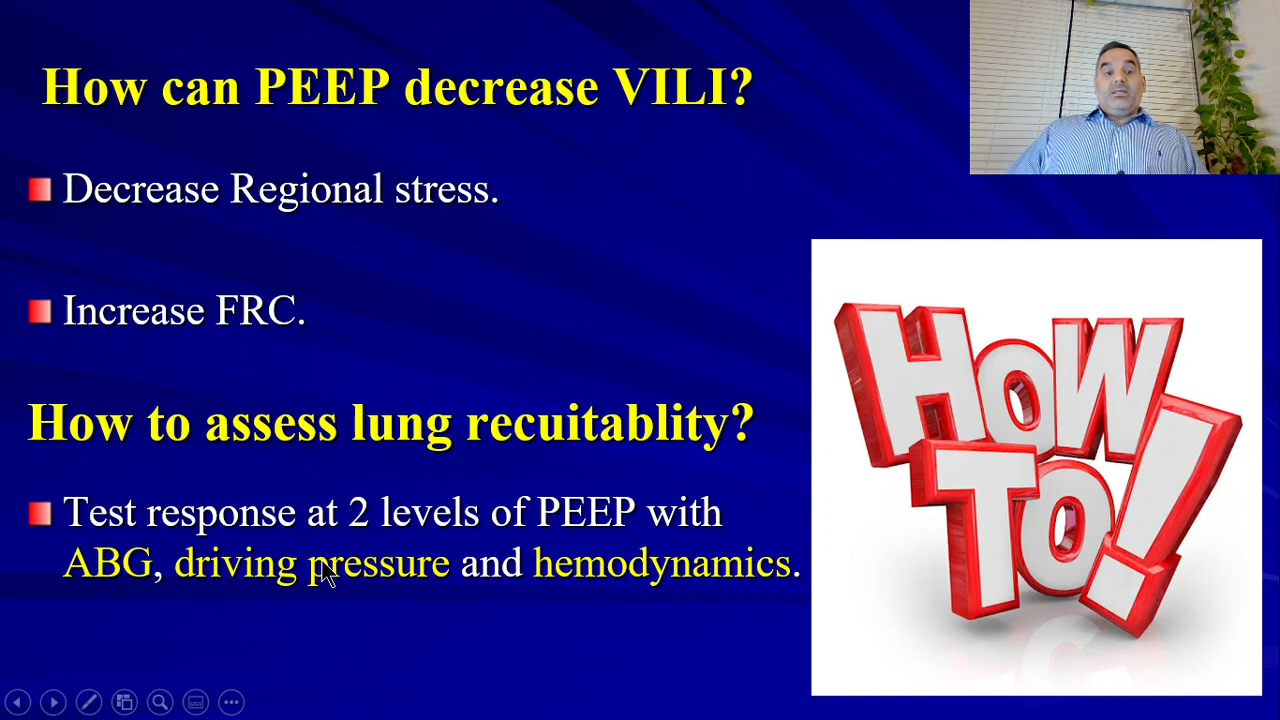 How can PEEP decrease VILI?
Decrease Regional stress.
Increase FRC.
How to assess lung recuitablity?
Test response at 2 levels of PEEP with
ABG, driving pressure and hemodynamics.
HOW
TO!